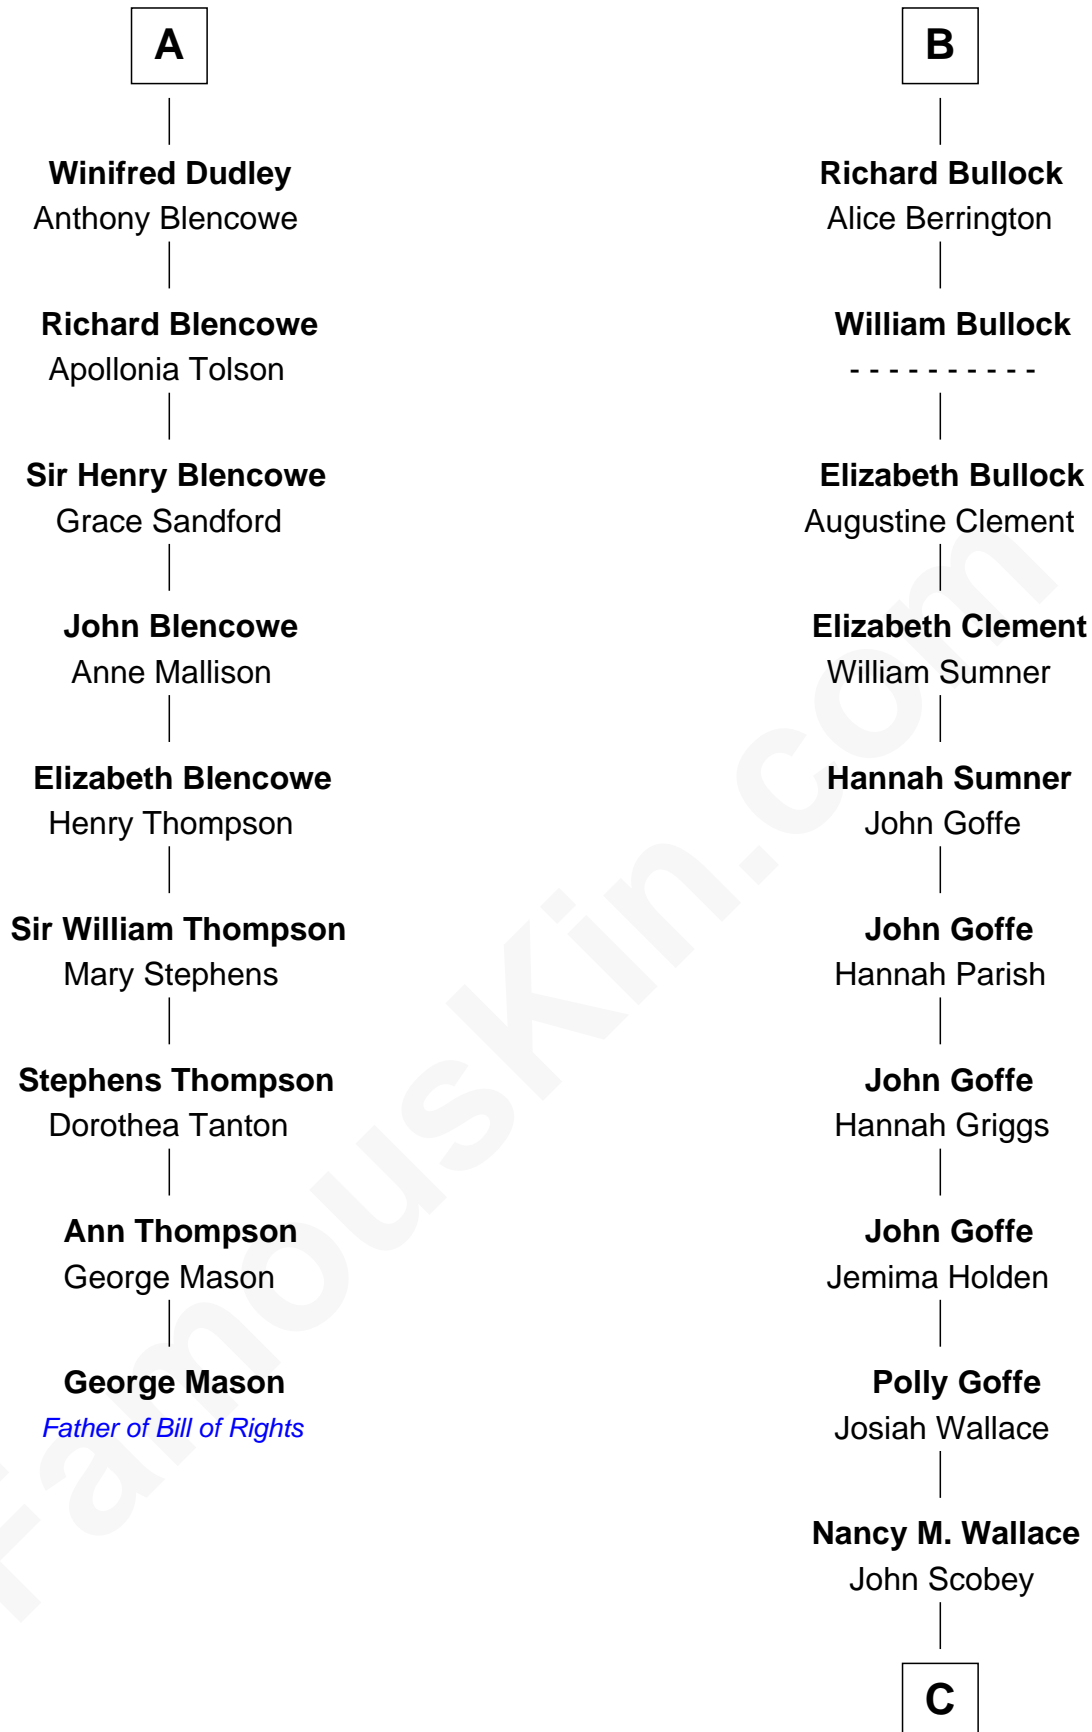 A
Winifred Dudley
Anthony Blencowe
Richard Blencowe
Apollonia Tolson
Sir Henry Blencowe
Grace Sandford
John Blencowe
Anne Mallison
Elizabeth Blencowe
Henry Thompson
Sir William Thompson
Mary Stephens
Stephens Thompson
Dorothea Tanton
Ann Thompson
George Mason
George Mason
Father of Bill of Rights
B
Richard Bullock
Alice Berrington
William Bullock
- - - - - - - - - -
Elizabeth Bullock
Augustine Clement
Elizabeth Clement
William Sumner
Hannah Sumner
John Goffe
John Goffe
Hannah Parish
John Goffe
Hannah Griggs
John Goffe
Jemima Holden
Polly Goffe
Josiah Wallace
Nancy M. Wallace
John Scobey
C
FamousKin.com